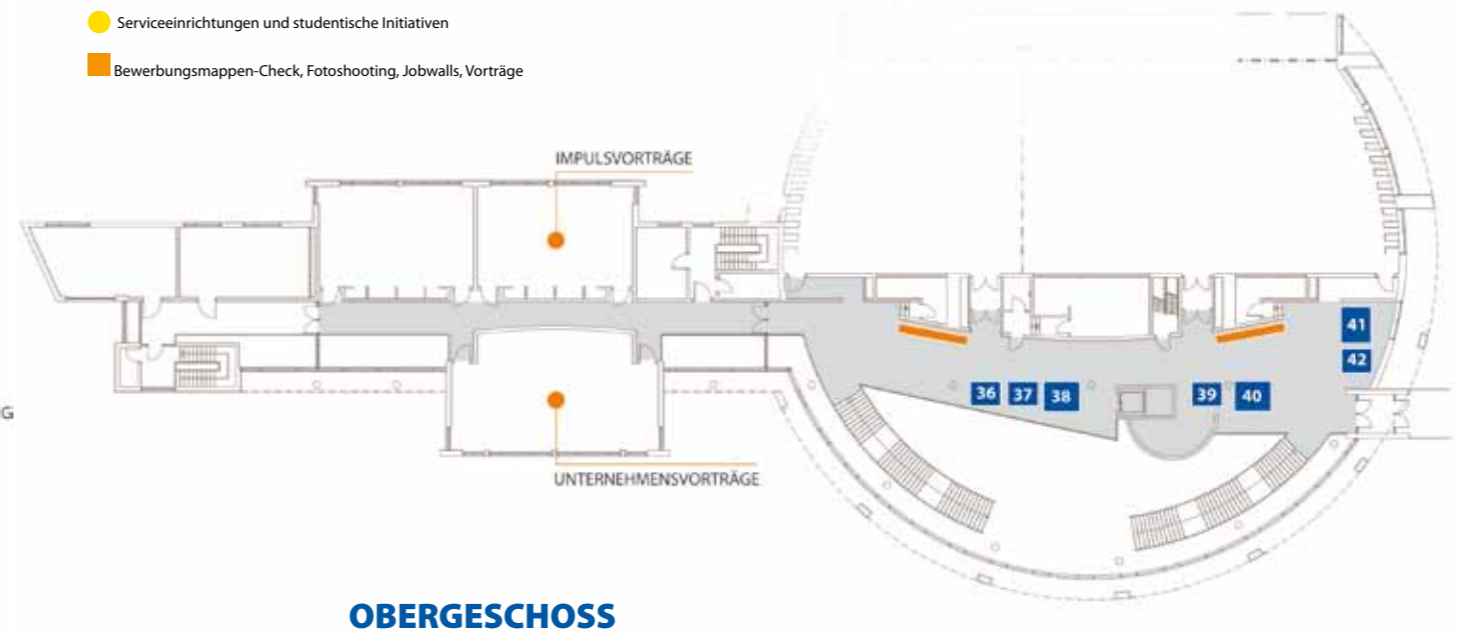 Serviceeinrichtungen und studentische Initiativen
Bewerbungsmappen-Check, Fotoshooting, Jobwalls, Vorträge
IMPULSVORTRÄGE
41
42
36 37 38 39 40
G
UNTERNEHMENSVORTRÄGE
OBERGESCHOSS